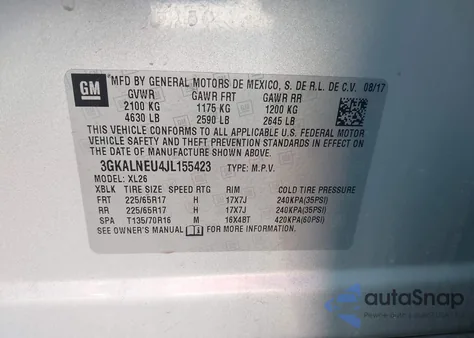 GM
*MFD BY GENERAL MOTORS DE MEXICO, S. DE R.L. DE C.V. 08/17
GVWR GAWR FRT GAWR RR
2100 KG 1175 KG 1200 KG
4630 LB 2590 LB 2645 LB
THIS VEHICLE CONFORMS TO ALL APPLICABLE U.S. FEDERAL MOTOR
VEHICLE SAFETY AND THEFT PREVENTION STANDARDS IN EFFECT
ON THE DATE OF MANUFACTURE SHOWN ABOVE.
3GKALNEU4JL155423 TYPE: M.P.V.
MODEL: XL26
XBLK TIRE SIZE SPEED RTG RIM COLD TIRE PRESSURE
FRT 225/65R17 H 17X7J 240KPA(35PSI)
RR 225/65R17 H 17X7J 240KPA(35PSI)
SPA T135/70R16 M 16X4BT 420KPA(60PSI)
SEE OWNER'S MANUAL FOR MORE INFORMATION.
autoSnap
POWERED BY